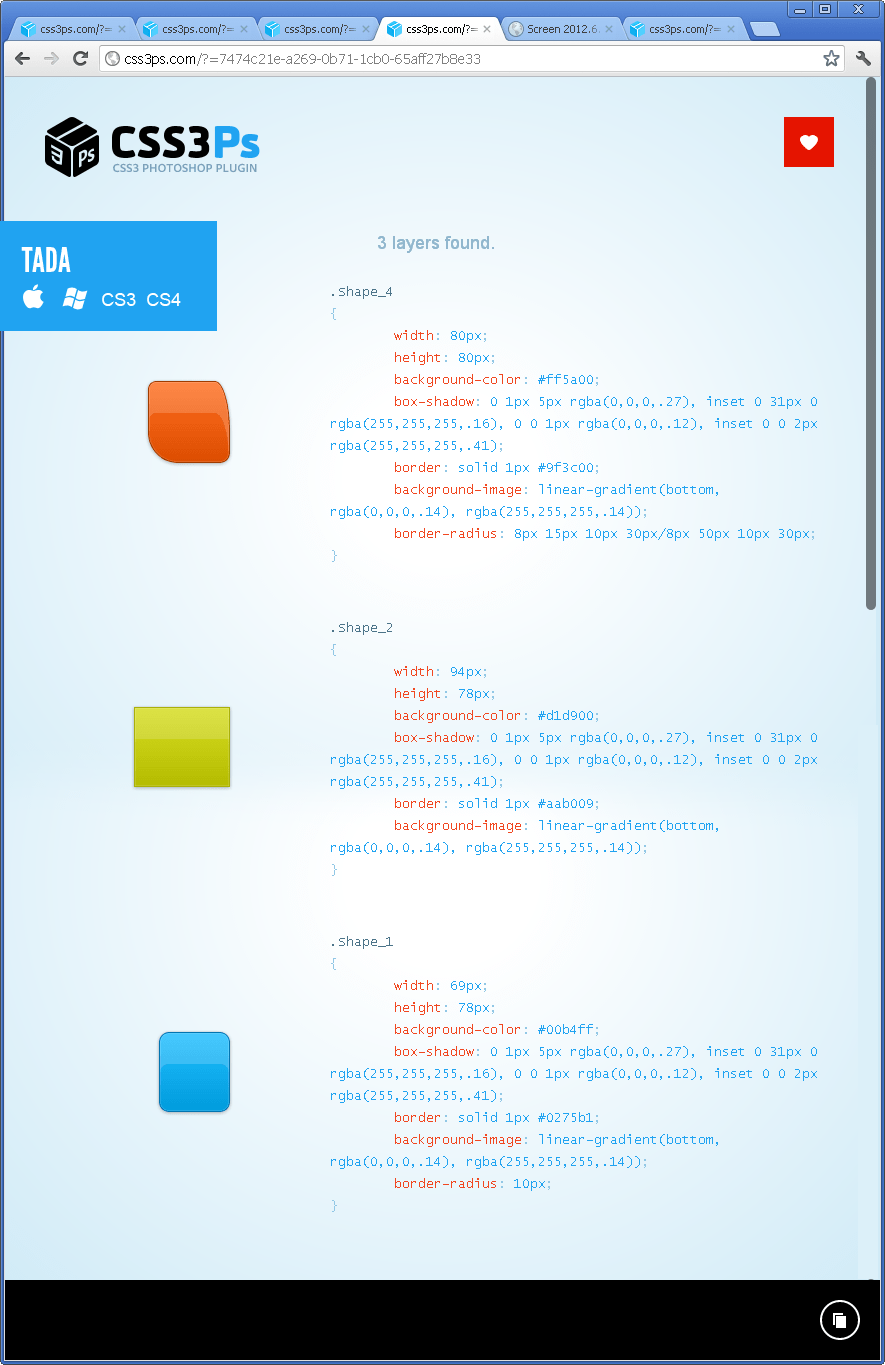 css3ps.com/?=
css3ps.com/?=
css3ps.com/?=
css3ps.com/?=
Screen 2012.6.
css3ps.com/?=
css3ps.com/?=7474c21e-a269-0b71-1cb0-65aff27b8e33
3 PS CSS3Ps
CSS3 PHOTOSHOP PLUGIN
TADA
CS3 CS4
3 layers found.
.Shape_4
{
width: 80px;
height: 80px;
background-color: #ff5a00;
box-shadow: 0 1px 5px rgba(0,0,0,.27), inset 0 31px 0
rgba(255,255,255,.16), 0 0 1px rgba(0,0,0,.12), inset 0 0 2px
rgba(255,255,255,.41);
border: solid 1px #9f3c00;
background-image: linear-gradient(bottom,
rgba(0,0,0,.14), rgba(255,255,255,.14));
border-radius: 8px 15px 10px 30px/8px 50px 10px 30px;
}
.Shape_2
{
width: 94px;
height: 78px;
background-color: #d1d900;
box-shadow: 0 1px 5px rgba(0,0,0,.27), inset 0 31px 0
rgba(255,255,255,.16), 0 0 1px rgba(0,0,0,.12), inset 0 0 2px
rgba(255,255,255,.41);
border: solid 1px #aab009;
background-image: linear-gradient(bottom,
rgba(0,0,0,.14), rgba(255,255,255,.14));
}
.Shape_1
{
width: 69px;
height: 78px;
background-color: #00b4ff;
box-shadow: 0 1px 5px rgba(0,0,0,.27), inset 0 31px 0
rgba(255,255,255,.16), 0 0 1px rgba(0,0,0,.12), inset 0 0 2px
rgba(255,255,255,.41);
border: solid 1px #0275b1;
background-image: linear-gradient(bottom,
rgba(0,0,0,.14), rgba(255,255,255,.14));
border-radius: 10px;
}